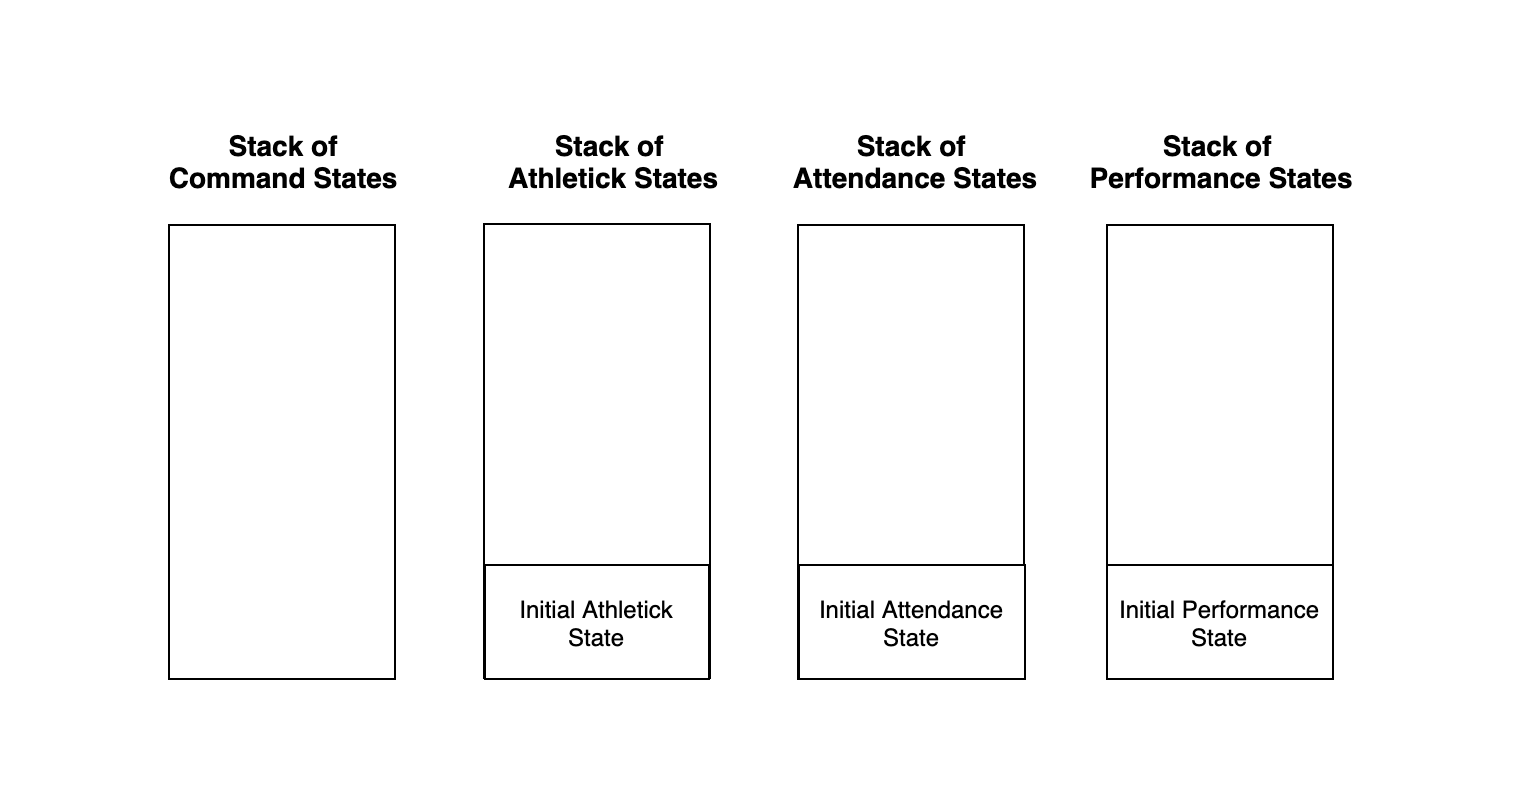 Stack of
Command States
Stack of
Athletick States
Stack of
Attendance States
Stack of
Performance States
Initial Athletick
State
Initial Attendance
State
Initial Performance
State